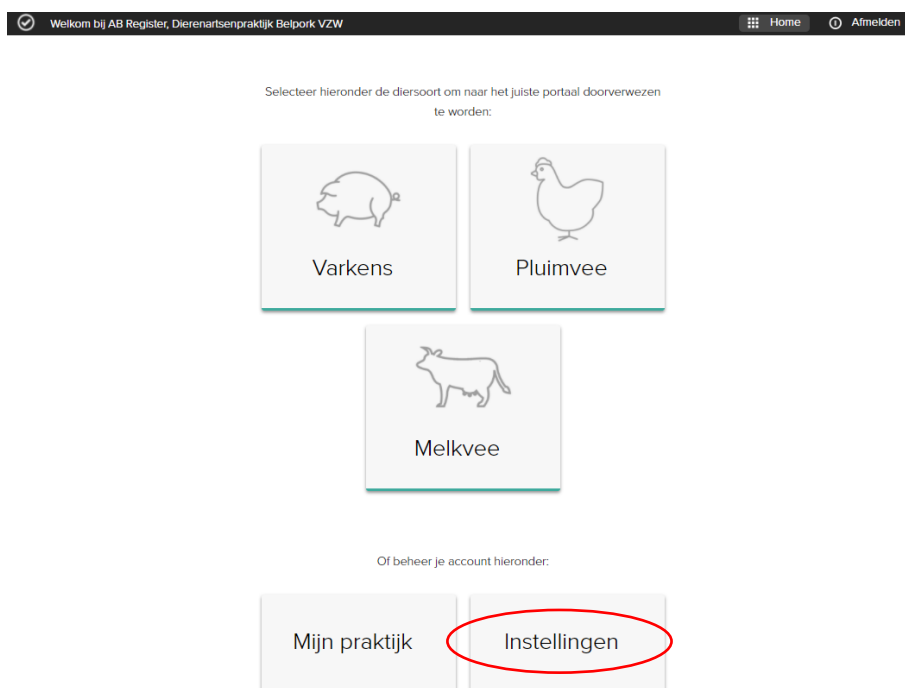 Welkom bij AB Register, Dierenartsenpraktijk Belpork VZW Home Afmelden
Selecteer hieronder de diersoort om naar het juiste portaal doorverwezen
te worden:
Varkens Pluimvee
Melkvee
Of beheer je account hieronder:
Mijn praktijk Instellingen